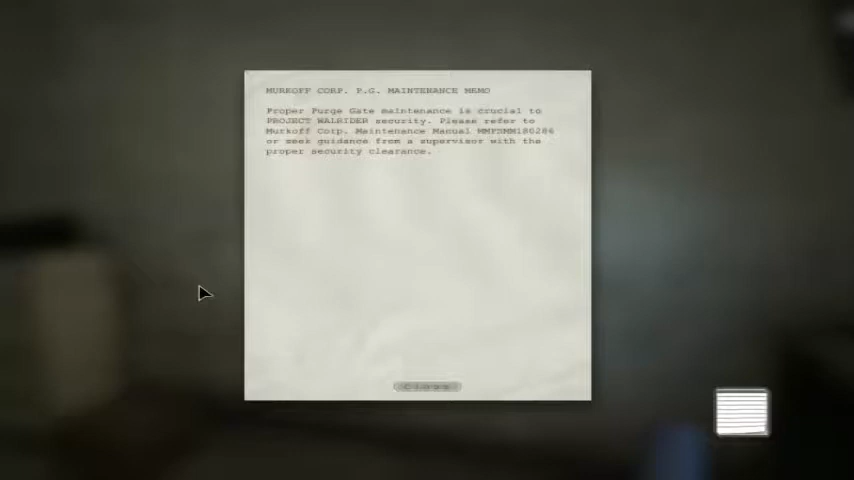 MURKOFF CORP. P.G. MAINTENANCE MEMO
Proper Purge Gate maintenance is crucial to
PROJECT WALRIDER security. Please refer to
Murkoff Corp. Maintenance Manual
or seek guidance from a supervisor with the
proper security clearance.
Close